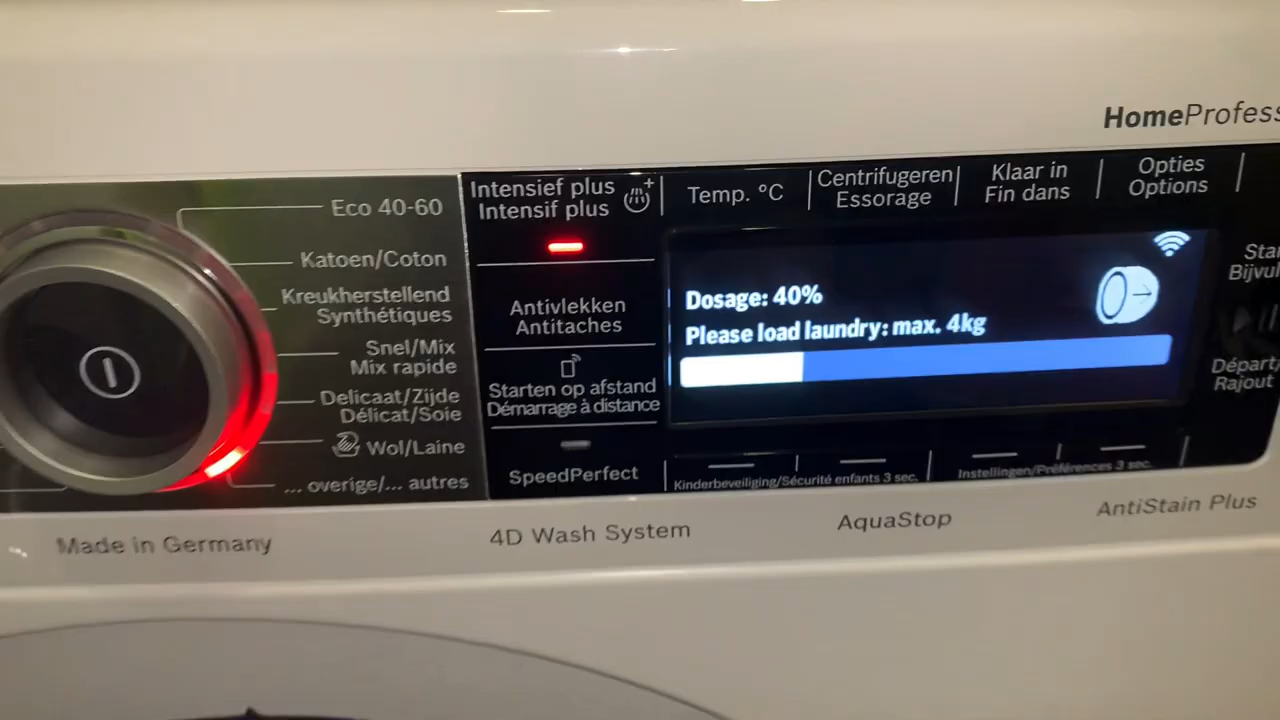 HomeProfess
Eco 40-60
Katoen/Coton
Kreukherstellend
Synthétiques
Snel/Mix
Mix rapide
Delicaat/Zijde
Délicat/Soie
Wol/Laine
... overige/... autres
Intensief plus
Intensif plus
Antivlekken
Antitaches
Starten op afstand
Démarrage à distance
SpeedPerfect
Temp. °C
Centrifugeren
Essorage
Klaar in
Fin dans
Opties
Options
Dosage: 40%
Please load laundry: max. 4kg
Kinderbeveiliging/Sécurité enfants 3 sec.
Instellingen/Préférences 3 sec.
Star
Bijvul
Départ/
Rajout
Made in Germany
4D Wash System
AquaStop
AntiStain Plus